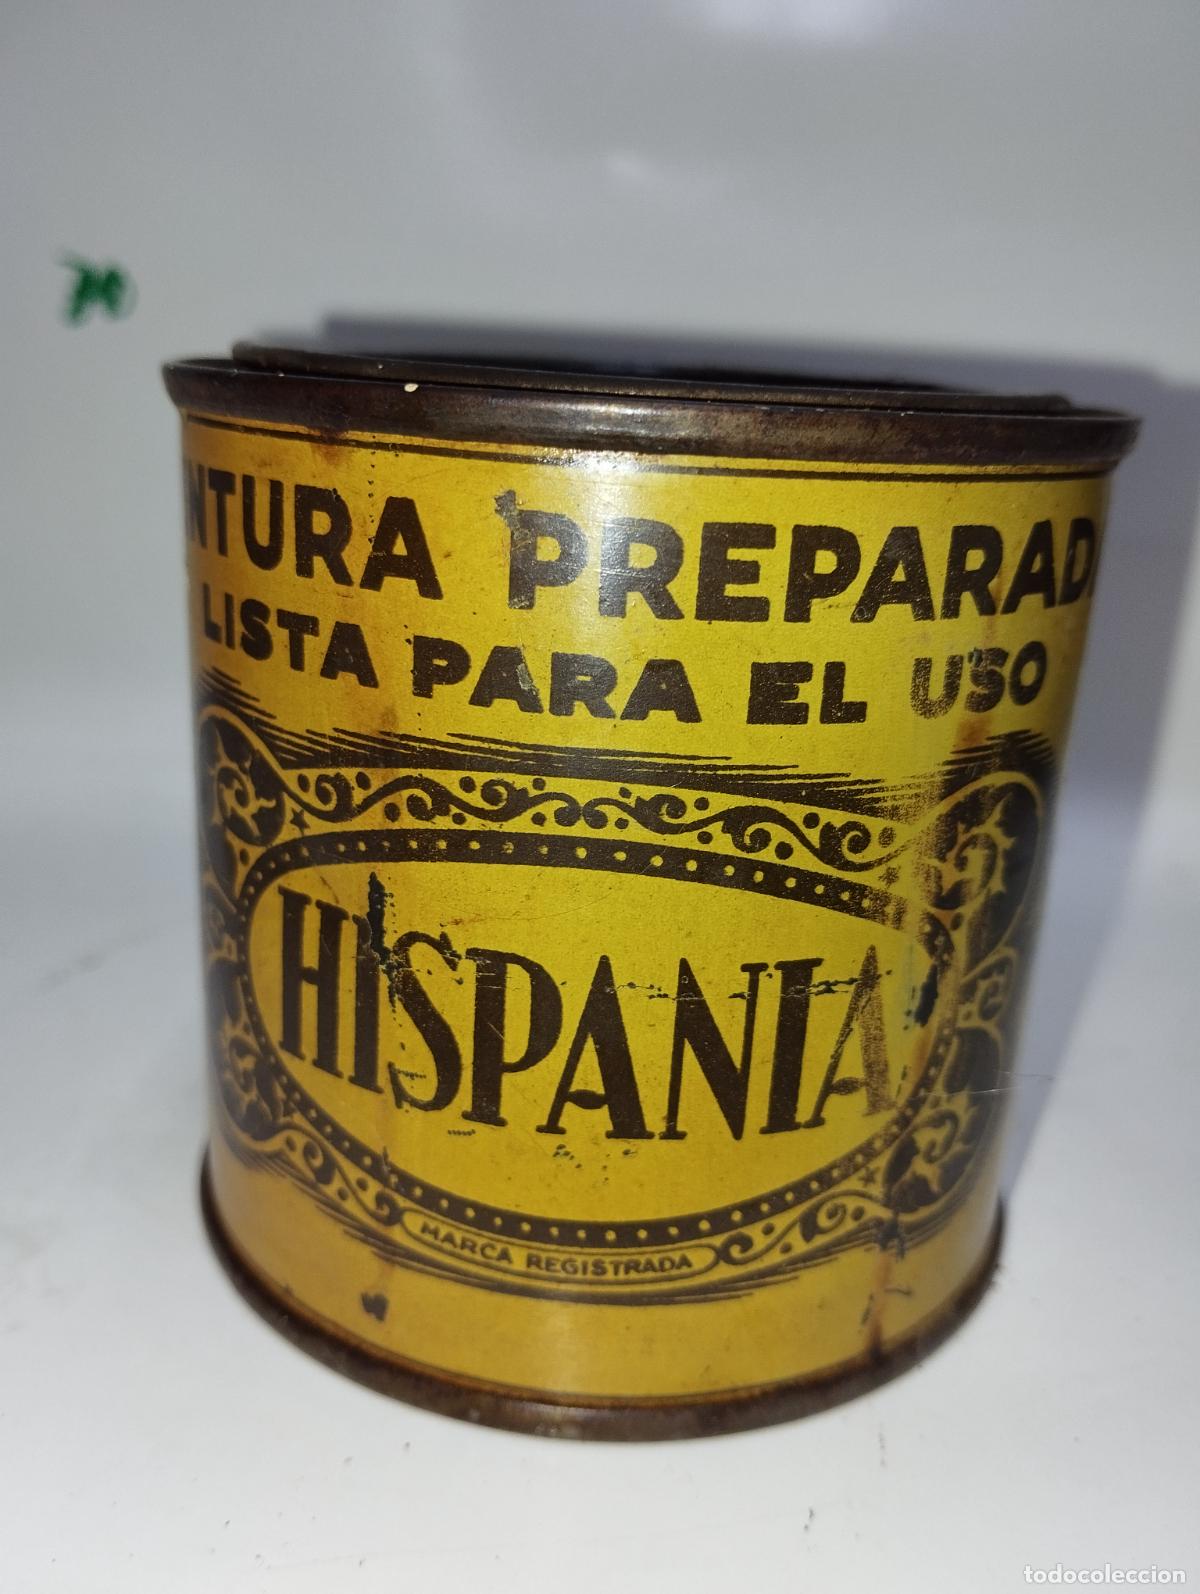 NTURA PREPARAD
LISTA PARA EL USO
HISPANIA
MARCA REGISTRADA
todocoleccion